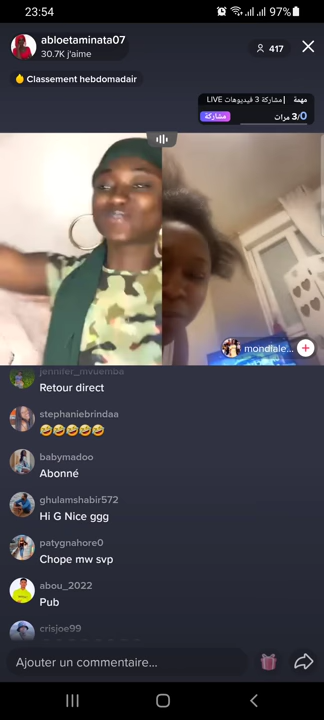 23:54
97%
abloetaminata07
30.7K j'aime
417
Classement hebdomadair
مهمة | مشاركة 3 فيديوهات LIVE
3/0 مرات
مشاركة
mondiale...
jennifer_mvuemba
Retour direct
stephaniebrindaa
🤣🤣🤣🤣🤣
babymadoo
Abonné
ghulamshabir572
Hi G Nice ggg
patygnahore0
Chope mw svp
abou_2022
Pub
crisjoe99
Ajouter un commentaire...